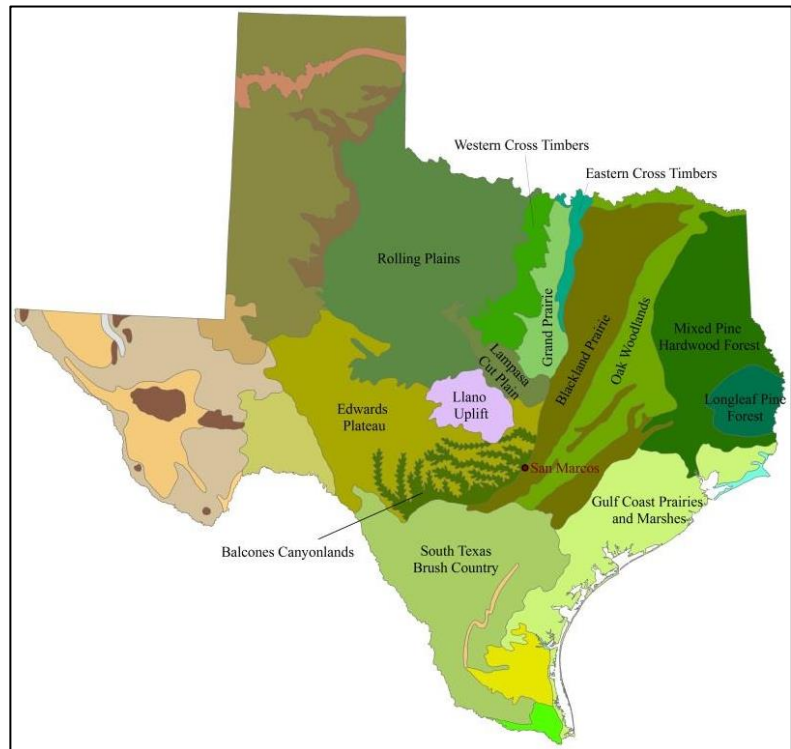 Western Cross Timbers
Eastern Cross Timbers
Rolling Plains
Grand Prairie
Mixed Pine
Hardwood Forest
Oak Woodlands
Blackland Prairie
Lampasa
Cut Plain
Longleaf Pine
Forest
Llano
Uplift
Edwards
Plateau
San Marcos
Gulf Coast Prairies
and Marshes
Balcones Canyonlands
South Texas
Brush Country